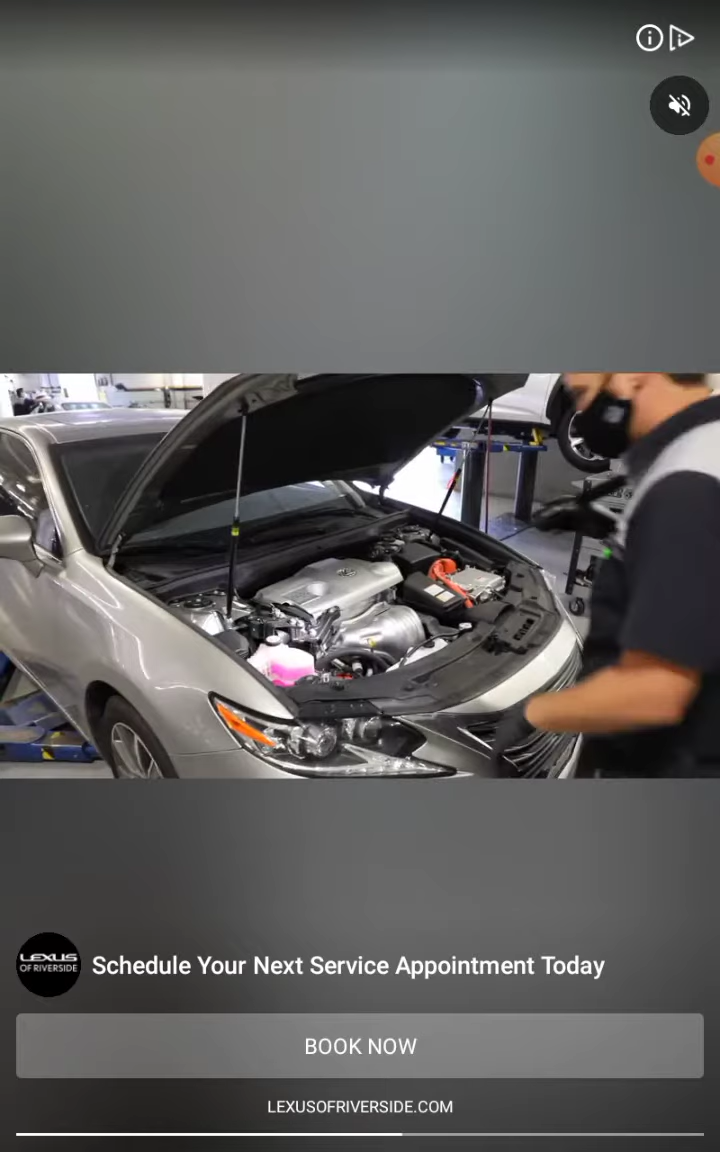 LEXUS
OF RIVERSIDE
Schedule Your Next Service Appointment Today
BOOK NOW
LEXUSOFRIVERSIDE.COM